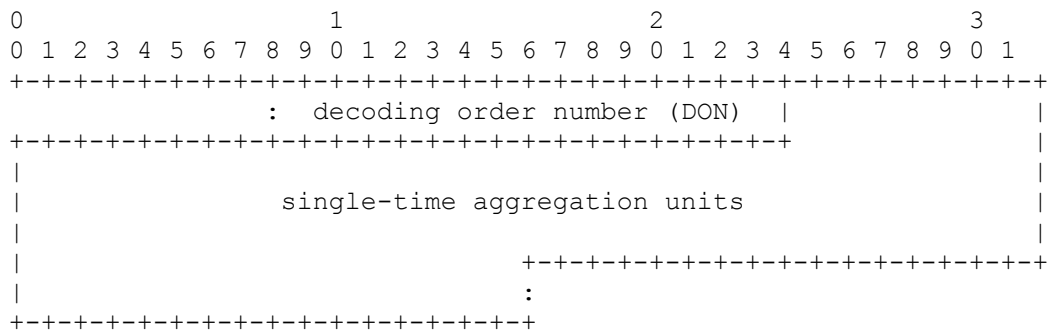 0                   1                   2                   3
0 1 2 3 4 5 6 7 8 9 0 1 2 3 4 5 6 7 8 9 0 1 2 3 4 5 6 7 8 9 0 1
+-+-+-+-+-+-+-+-+-+-+-+-+-+-+-+-+-+-+-+-+-+-+-+-+-+-+-+-+-+-+-+-+
                :  decoding order number (DON)  |               |
+-+-+-+-+-+-+-+-+-+-+-+-+-+-+-+-+-+-+-+-+-+-+-+-+               |
|                                                               |
|                single-time aggregation units                  |
|                                                               |
|                               +-+-+-+-+-+-+-+-+-+-+-+-+-+-+-+-+
|                               :
+-+-+-+-+-+-+-+-+-+-+-+-+-+-+-+-+